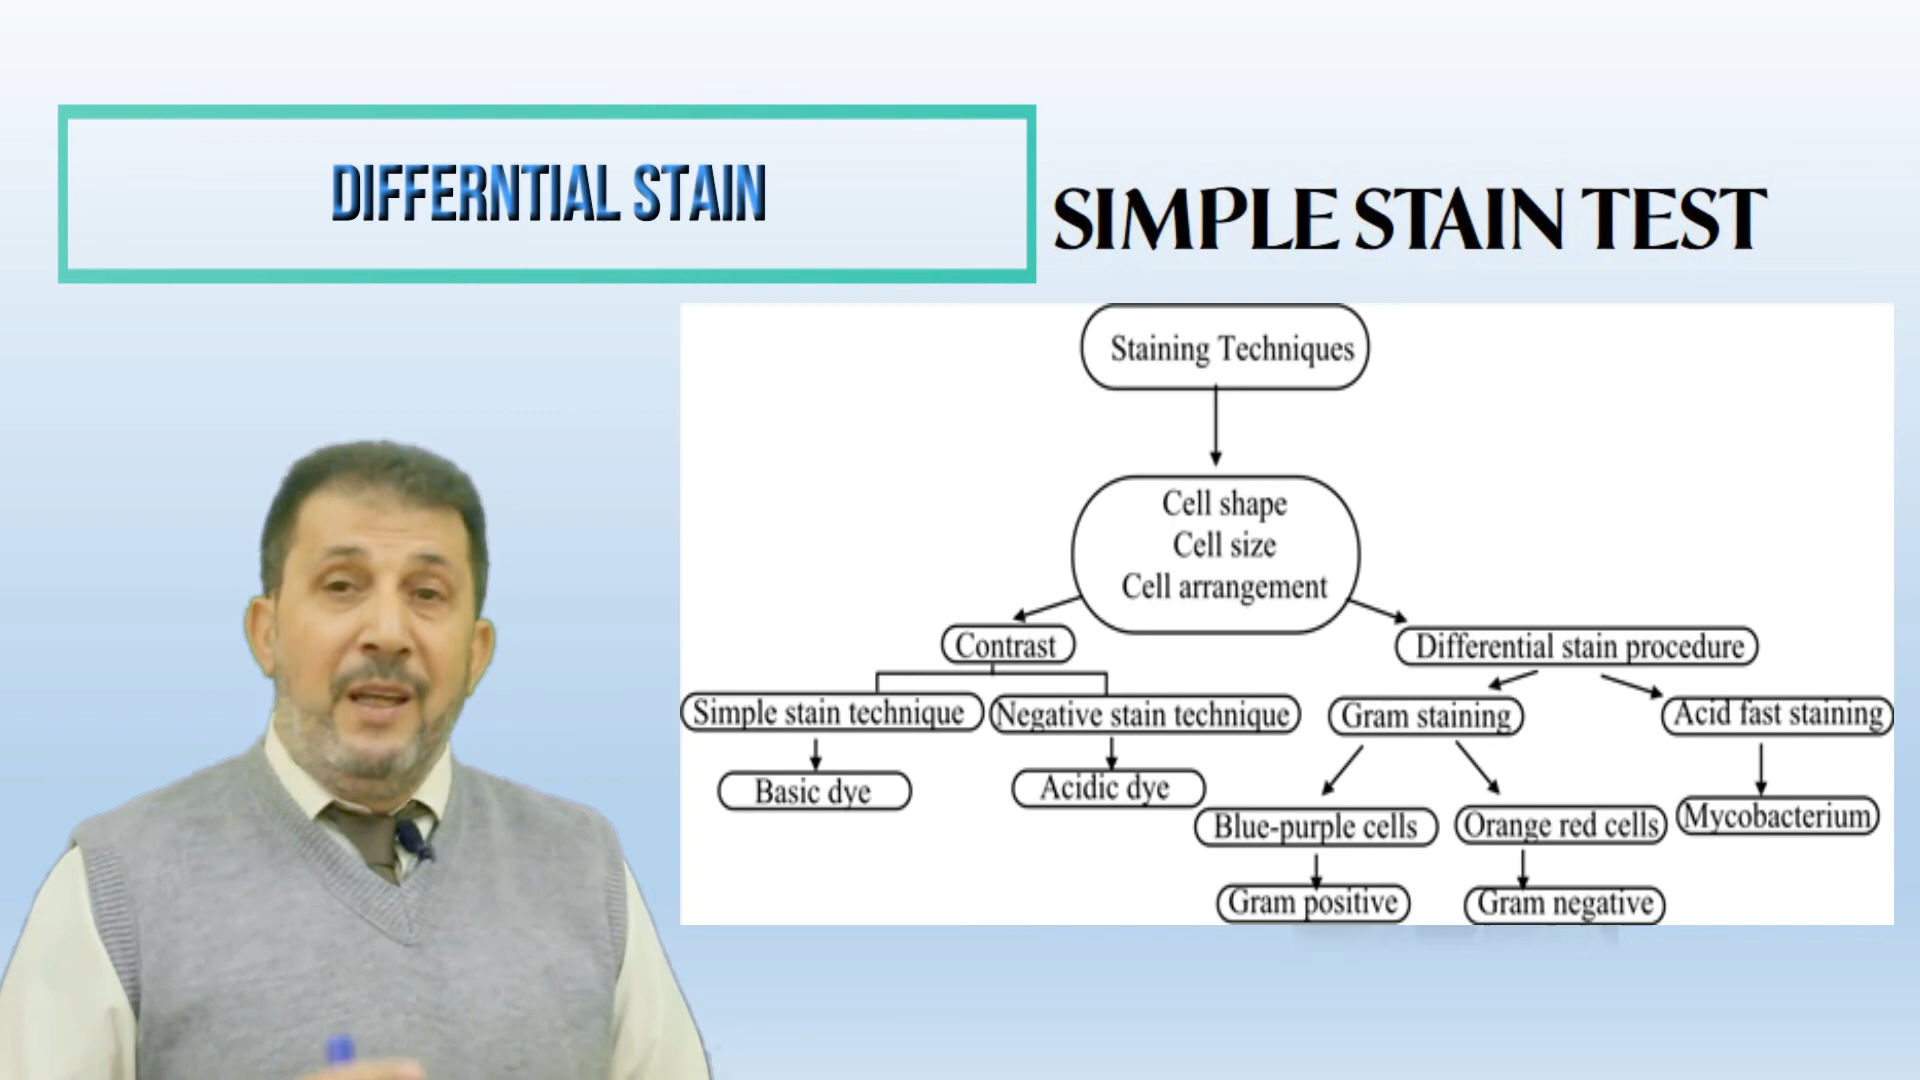 DIFFERNTIAL STAIN
SIMPLE STAIN TEST
Staining Techniques
Cell shape
Cell size
Cell arrangement
Contrast
Differential stain procedure
Simple stain technique
Negative stain technique
Gram staining
Acid fast staining
Basic dye
Acidic dye
Blue-purple cells
Orange red cells
Mycobacterium
Gram positive
Gram negative